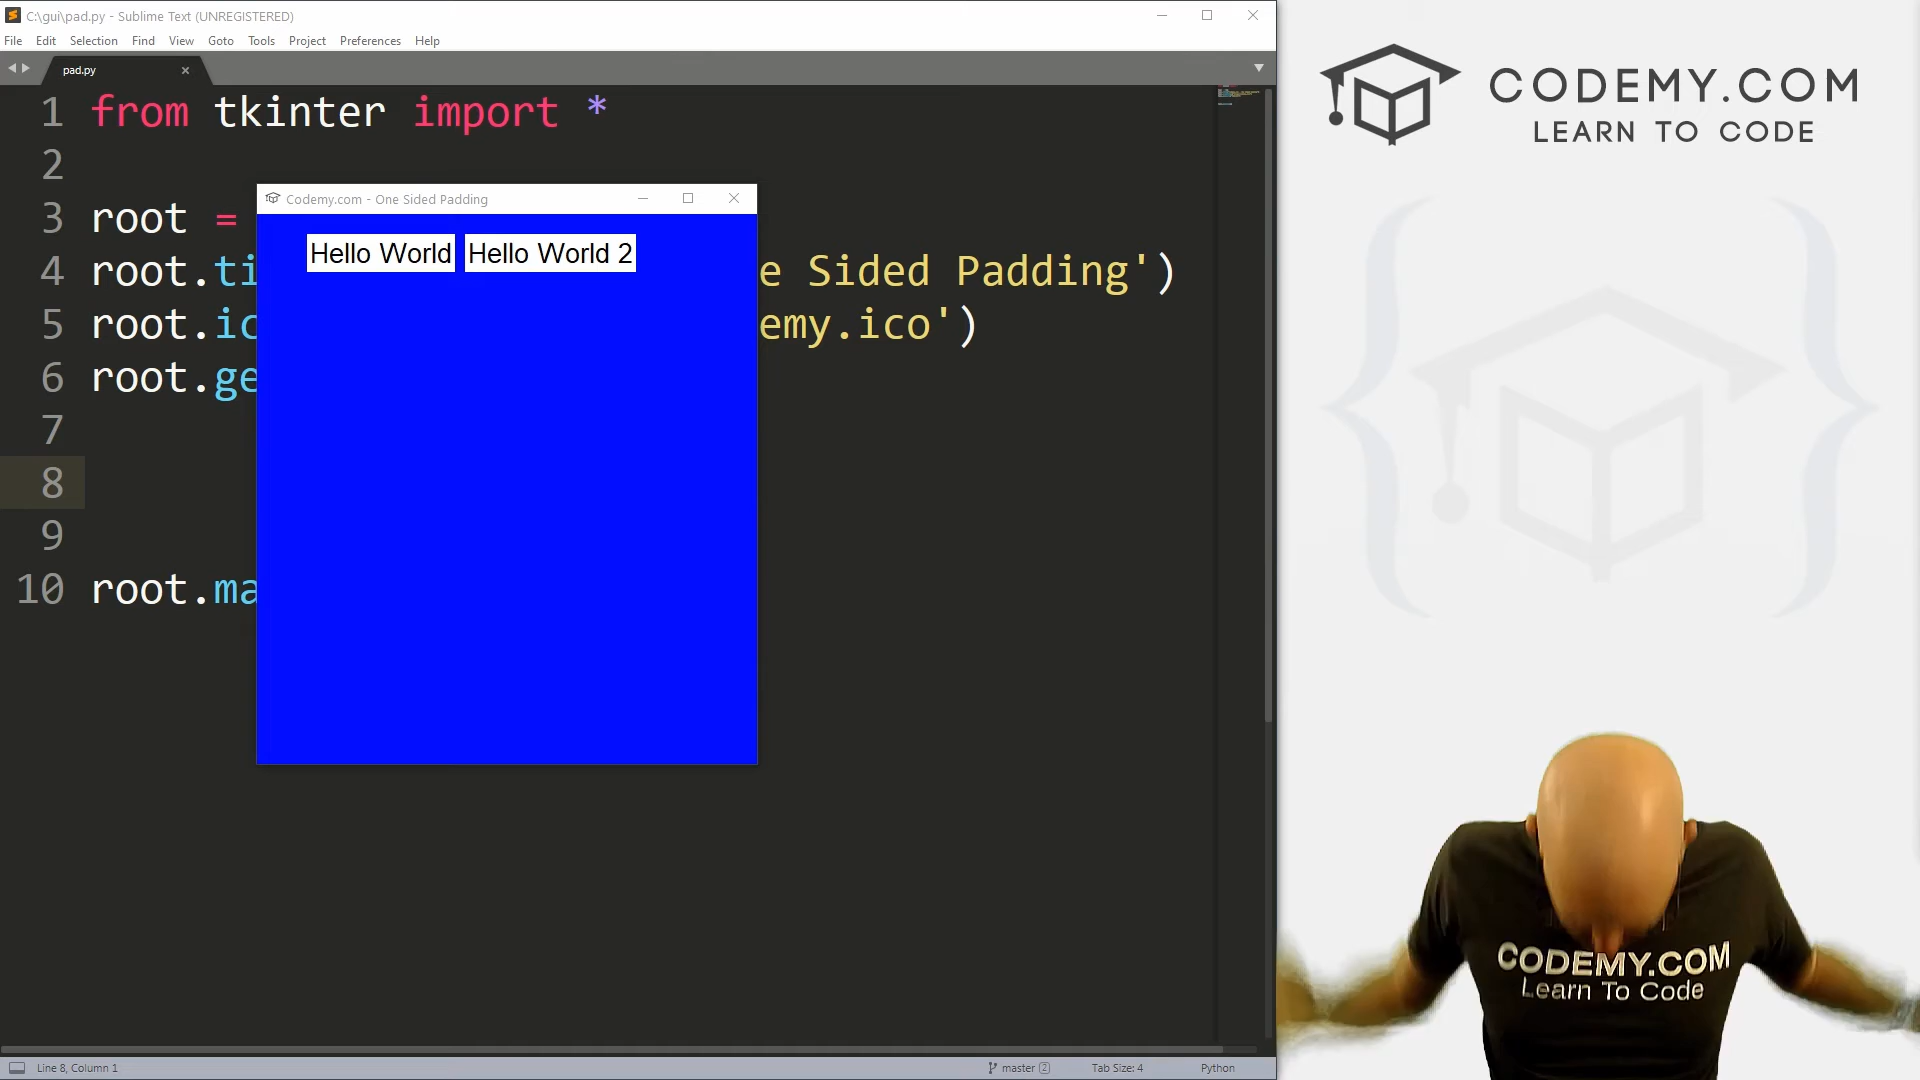 C:\gui\pad.py - Sublime Text (UNREGISTERED)
File Edit Selection Find View Goto Tools Project Preferences Help
pad.py
1 from tkinter import *
2
3 root =
4 root.ti e Sided Padding')
5 root.ic emy.ico')
6 root.ge
7
8
9
10 root.ma
Codemy.com - One Sided Padding
Hello World Hello World 2
Line 8, Column 1 master 2 Tab Size: 4 Python
CODEMY.COM
LEARN TO CODE
CODEMY.COM
Learn To Code